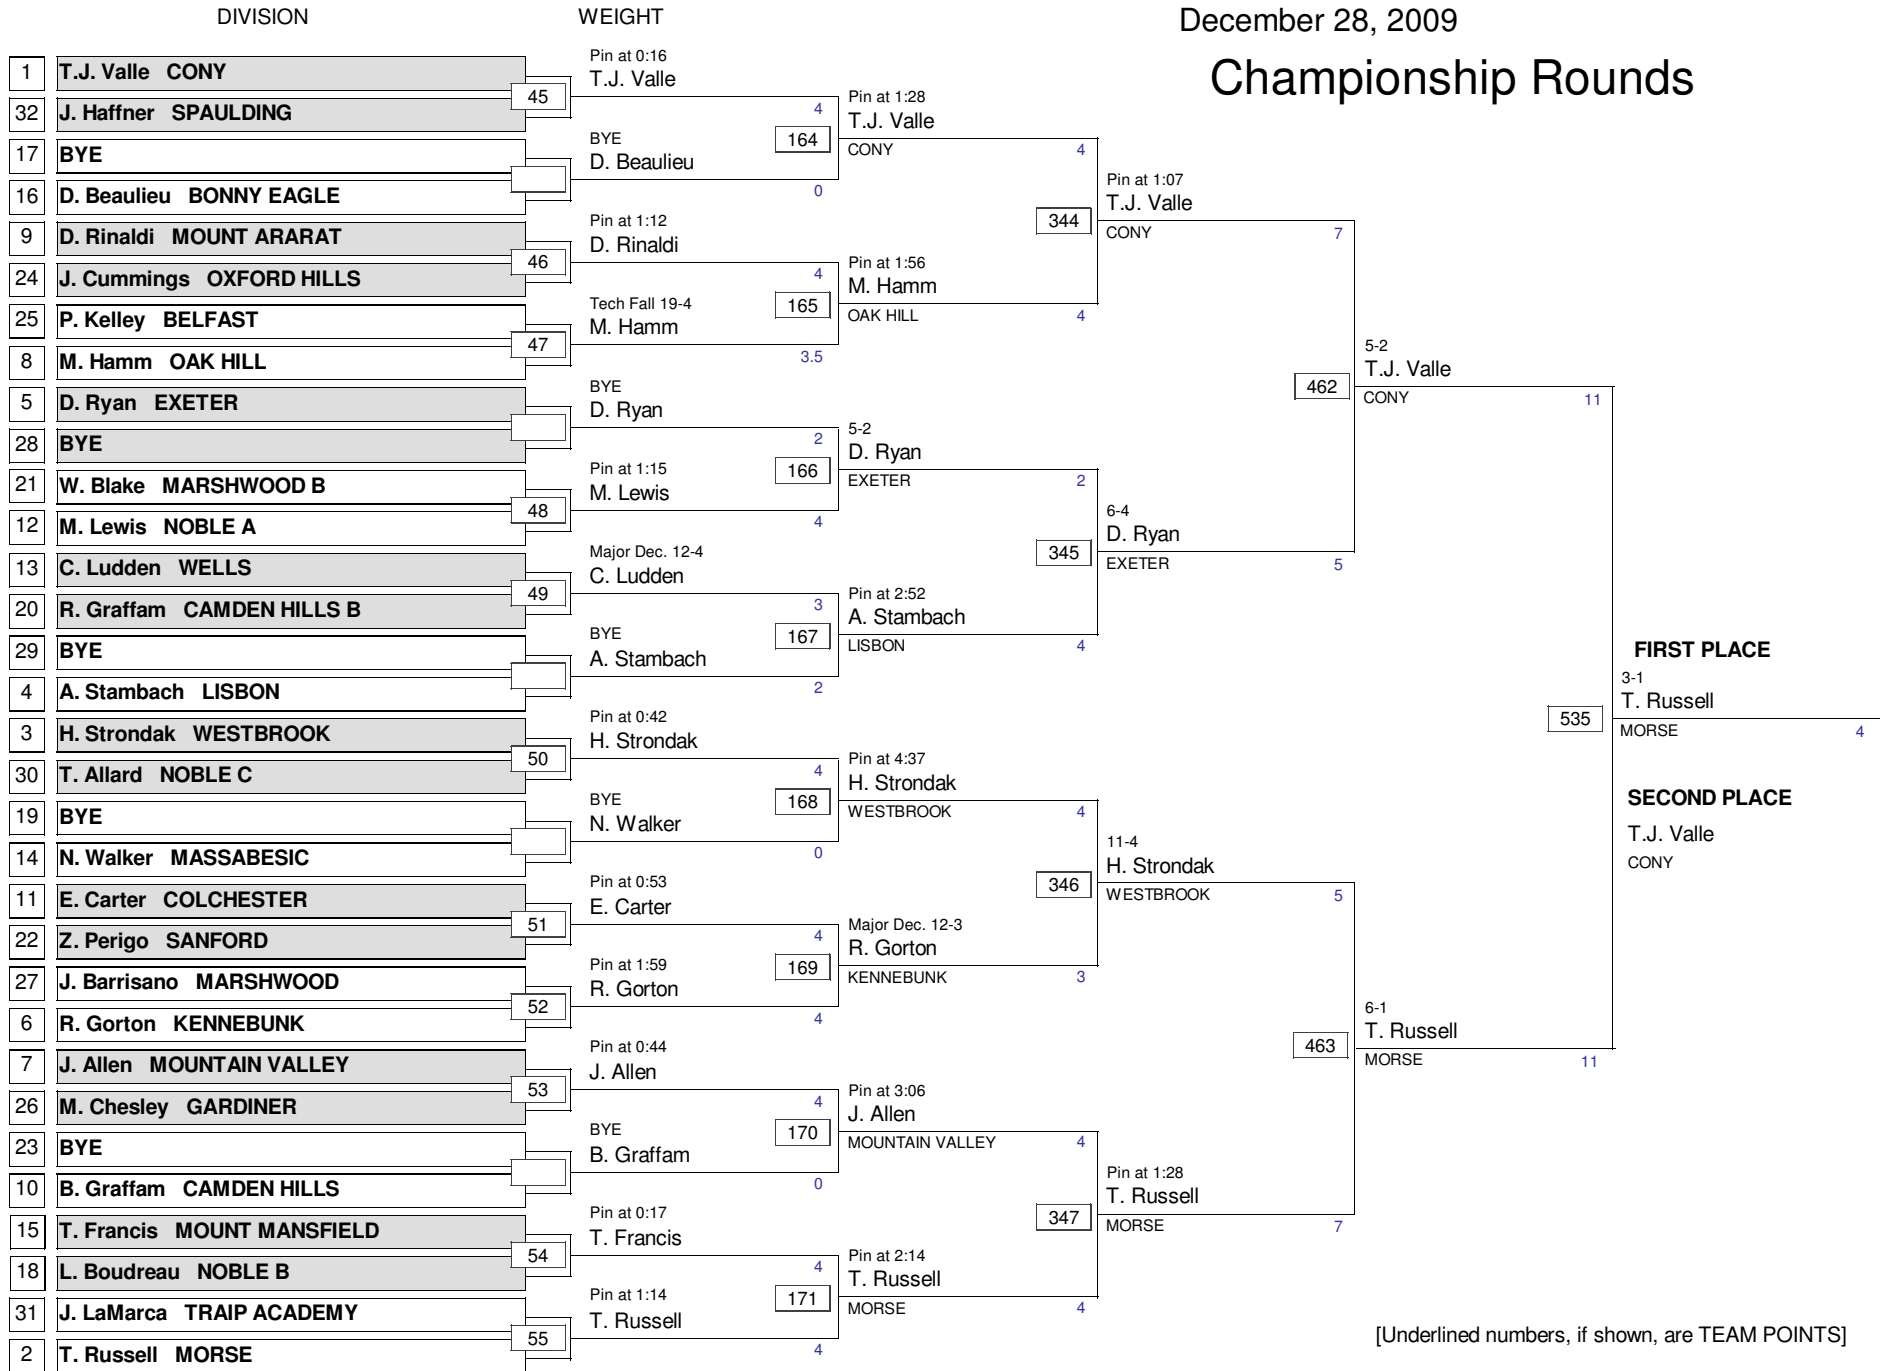 DIVISION
WEIGHT
December 28, 2009
Championship Rounds
1 T.J. Valle CONY
32 J. Haffner SPAULDING
17 BYE
16 D. Beaulieu BONNY EAGLE
9 D. Rinaldi MOUNT ARARAT
24 J. Cummings OXFORD HILLS
25 P. Kelley BELFAST
8 M. Hamm OAK HILL
5 D. Ryan EXETER
28 BYE
21 W. Blake MARSHWOOD B
12 M. Lewis NOBLE A
13 C. Ludden WELLS
20 R. Graffam CAMDEN HILLS B
29 BYE
4 A. Stambach LISBON
3 H. Strondak WESTBROOK
30 T. Allard NOBLE C
19 BYE
14 N. Walker MASSABESIC
11 E. Carter COLCHESTER
22 Z. Perigo SANFORD
27 J. Barrisano MARSHWOOD
6 R. Gorton KENNEBUNK
7 J. Allen MOUNTAIN VALLEY
26 M. Chesley GARDINER
23 BYE
10 B. Graffam CAMDEN HILLS
15 T. Francis MOUNT MANSFIELD
18 L. Boudreau NOBLE B
31 J. LaMarca TRAIP ACADEMY
2 T. Russell MORSE
45
46
47
48
49
50
51
52
53
54
55
Pin at 0:16
T.J. Valle
4
BYE
D. Beaulieu
0
Pin at 1:12
D. Rinaldi
4
Tech Fall 19-4
M. Hamm
3.5
BYE
D. Ryan
2
Pin at 1:15
M. Lewis
4
Major Dec. 12-4
C. Ludden
3
BYE
A. Stambach
2
Pin at 0:42
H. Strondak
4
BYE
N. Walker
0
Pin at 0:53
E. Carter
4
Pin at 1:59
R. Gorton
4
Pin at 0:44
J. Allen
4
BYE
B. Graffam
0
Pin at 0:17
T. Francis
4
Pin at 1:14
T. Russell
4
164
165
166
167
168
169
170
171
Pin at 1:28
T.J. Valle
CONY 4
Pin at 1:56
M. Hamm
OAK HILL 4
5-2
D. Ryan
EXETER 2
Pin at 2:52
A. Stambach
LISBON 4
Pin at 4:37
H. Strondak
WESTBROOK 4
Major Dec. 12-3
R. Gorton
KENNEBUNK 3
Pin at 3:06
J. Allen
MOUNTAIN VALLEY 4
Pin at 2:14
T. Russell
MORSE 4
344
345
346
347
Pin at 1:07
T.J. Valle
CONY 7
6-4
D. Ryan
EXETER 5
11-4
H. Strondak
WESTBROOK 5
Pin at 1:28
T. Russell
MORSE 7
462
463
5-2
T.J. Valle
CONY 11
6-1
T. Russell
MORSE 11
535
FIRST PLACE
3-1
T. Russell
MORSE 4
SECOND PLACE
T.J. Valle
CONY
[Underlined numbers, if shown, are TEAM POINTS]